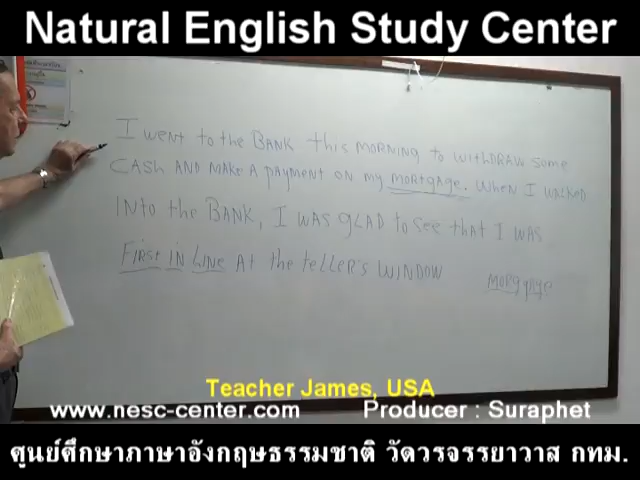 Natural English Study Center
I went to the BANK this MORNING to withDRAW some
CASH AND MAKE A PAYMENT ON MY MORTGAGE. WHEN I WALKED
INTO the BANK, I WAS GLAD to SEE thAt I WAS
FIRST IN LINE At the teLLER'S WINDOW
MORGYAGE
Teacher James, USA
www.nesc-center.com Producer : Suraphet
ศูนย์ศึกษาภาษาอังกฤษธรรมชาติ วัดวรจรรยาวาส กทม.